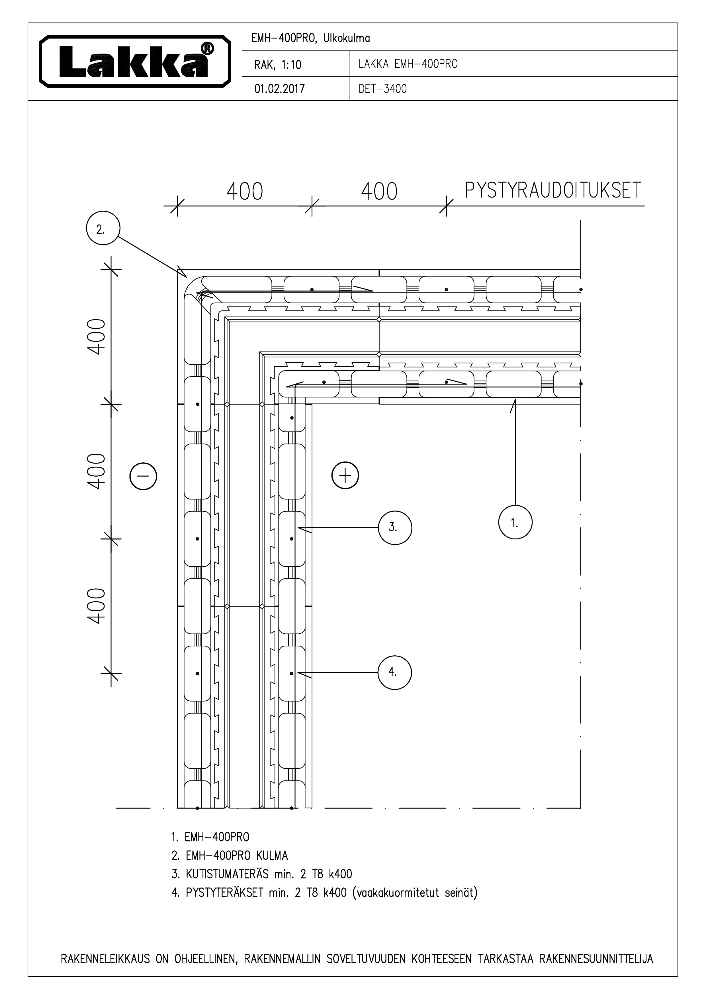 Lakka®
EMH-400PRO, Ulkokulma
RAK, 1:10
LAKKA EMH-400PRO
01.02.2017
DET-3400
400
400
PYSTYRAUDOITUKSET
2.
400
400
400
−
+
3.
1.
4.
1. EMH-400PRO
2. EMH-400PRO KULMA
3. KUTISTUMATERÄS min. 2 T8 k400
4. PYSTYTERÄKSET min. 2 T8 k400 (vaakakuormitetut seinät)
RAKENNELEIKKAUS ON OHJEELLINEN, RAKENNEMALLIN SOVELTUVUUDEN KOHTEESEEN TARKASTAA RAKENNESUUNNITTELIJA